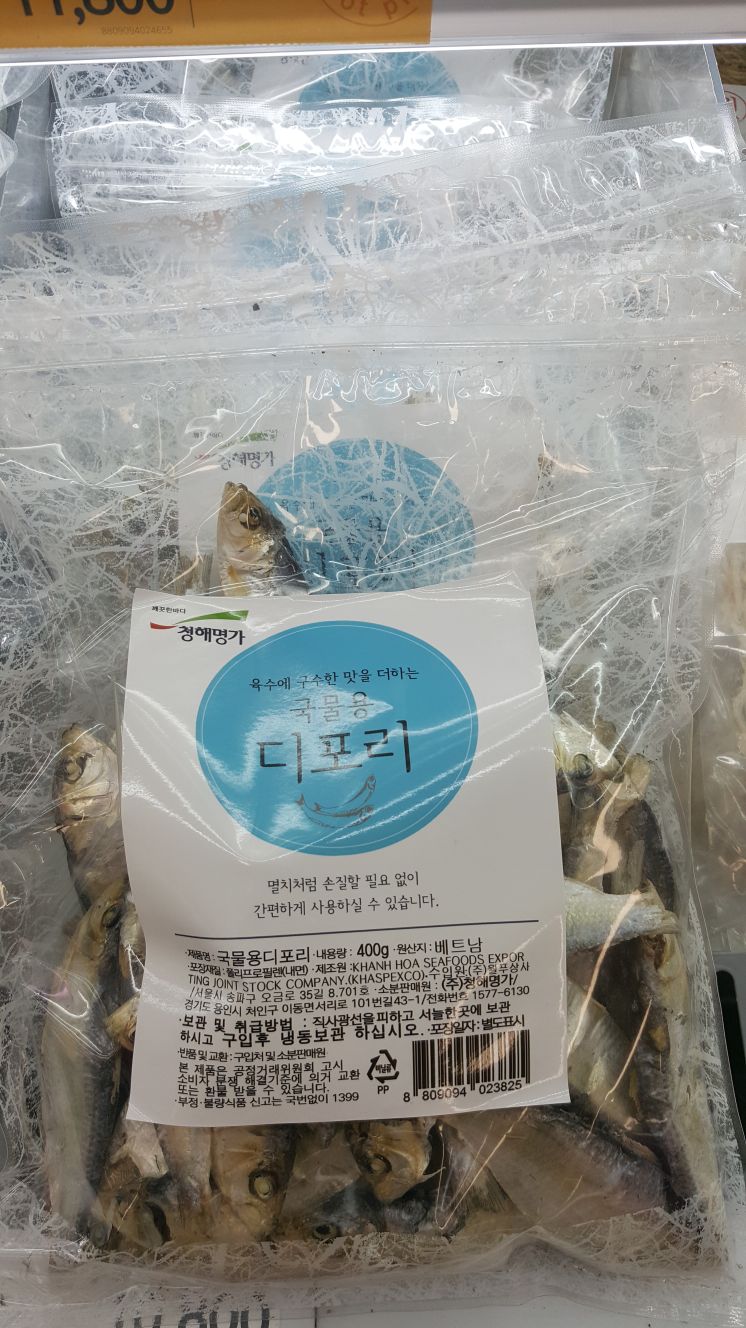 8809094024655
청해명가
깨끗한바다
청해명가
육수에 구수한 맛을 더하는
국물용
디포리
멸치처럼 손질할 필요 없이
간편하게 사용하실 수 있습니다.
·제품명 : 국물용디포리 ·내용량 : 400g ·원산지 : 베트남
·포장재질 : 폴리프로필렌(내면) ·제조원 : KHANH HOA SEAFOODS EXPOR
TING JOINT STOCK COMPANY.(KHASPEXCO)·수입원:(주)필푸상사
/서울시 송파구 오금로 35길 8.701호 ·소분판매원 : (주)청해명가/
경기도 용인시 처인구 이동면서리로 101번길43-1/전화번호 1577-6130
·보관 및 취급방법 : 직사광선을피하고 서늘한곳에 보관
하시고 구입후 냉동보관 하십시오. ·포장일자 : 별도표시
·반품 및 교환 : 구입처 및 소분판매원
본 제품은 공정거래위원회 고시
소비자 분쟁 해결기준에 의거 교환
또는 환불 받을 수 있습니다.
·부정·불량식품 신고는 국번없이 1399
PP
8 809094 023825